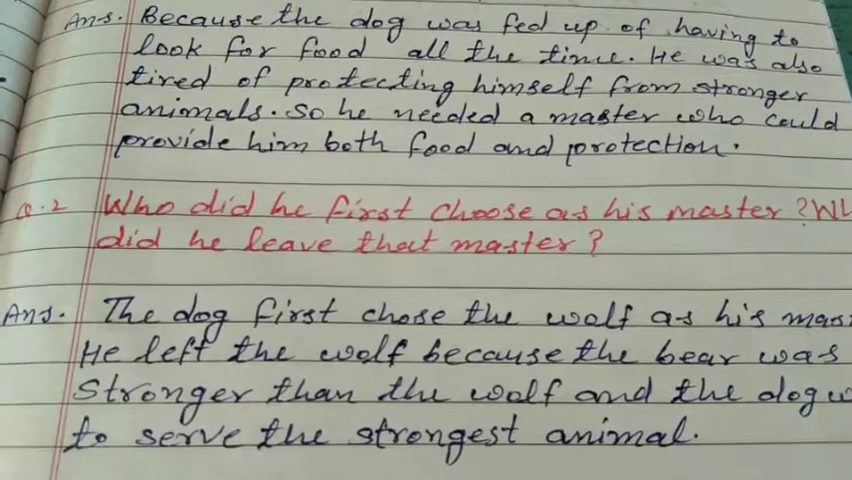 Ans. Because the dog was fed up of having to
look for food all the time. He was also
tired of protecting himself from stronger
animals. So he needed a master who could
provide him both food and protection.
Q.2 Who did he first choose as his master? Wh
did he leave that master?
Ans. The dog first chose the wolf as his mas
He left the wolf because the bear was
stronger than the wolf and the dog w
to serve the strongest animal.